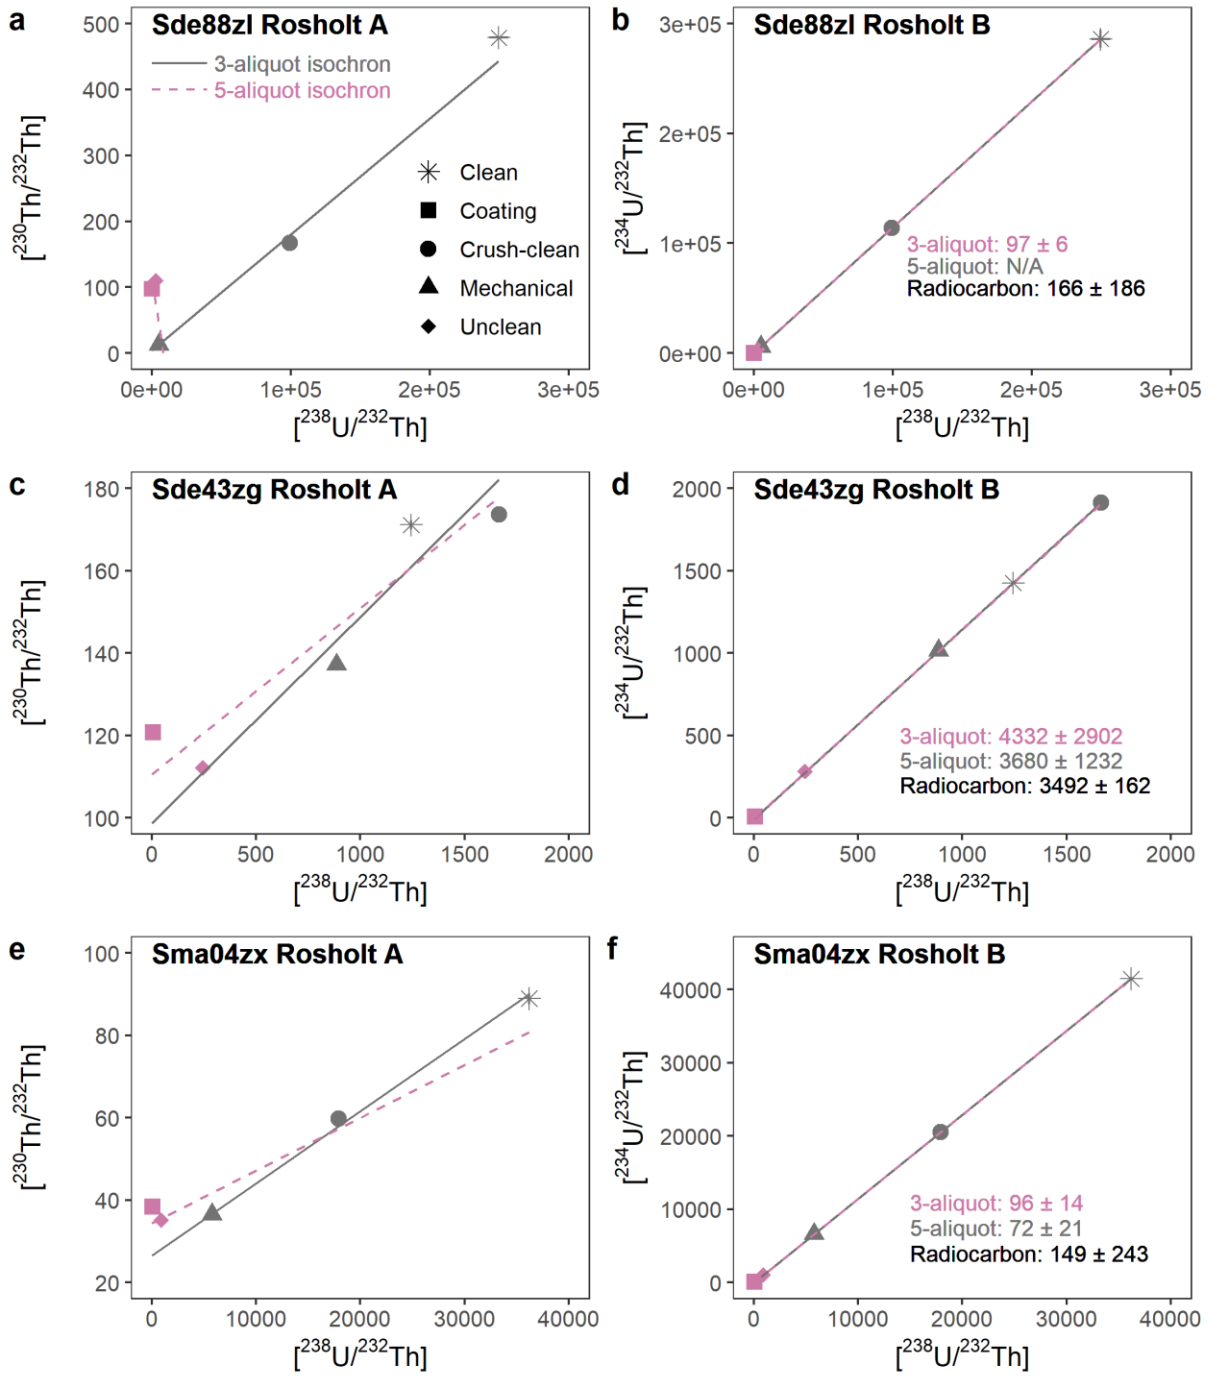 a
Sde88zl Rosholt A
3-aliquot isochron
5-aliquot isochron
Clean
Coating
Crush-clean
Mechanical
Unclean
500
400
300
200
100
0
0e+00
1e+05
2e+05
3e+05
[²³⁰Th/²³²Th]
[²³⁸U/²³²Th]
b
Sde88zl Rosholt B
3e+05
2e+05
1e+05
0e+00
3-aliquot: 97 ± 6
5-aliquot: N/A
Radiocarbon: 166 ± 186
0e+00
1e+05
2e+05
3e+05
[²³⁴U/²³²Th]
[²³⁸U/²³²Th]
c
Sde43zg Rosholt A
180
160
140
120
100
0
500
1000
1500
2000
[²³⁰Th/²³²Th]
[²³⁸U/²³²Th]
d
Sde43zg Rosholt B
2000
1500
1000
500
0
3-aliquot: 4332 ± 2902
5-aliquot: 3680 ± 1232
Radiocarbon: 3492 ± 162
0
500
1000
1500
2000
[²³⁴U/²³²Th]
[²³⁸U/²³²Th]
e
Sma04zx Rosholt A
100
80
60
40
20
0
10000
20000
30000
40000
[²³⁰Th/²³²Th]
[²³⁸U/²³²Th]
f
Sma04zx Rosholt B
40000
30000
20000
10000
0
3-aliquot: 96 ± 14
5-aliquot: 72 ± 21
Radiocarbon: 149 ± 243
0
10000
20000
30000
40000
[²³⁴U/²³²Th]
[²³⁸U/²³²Th]